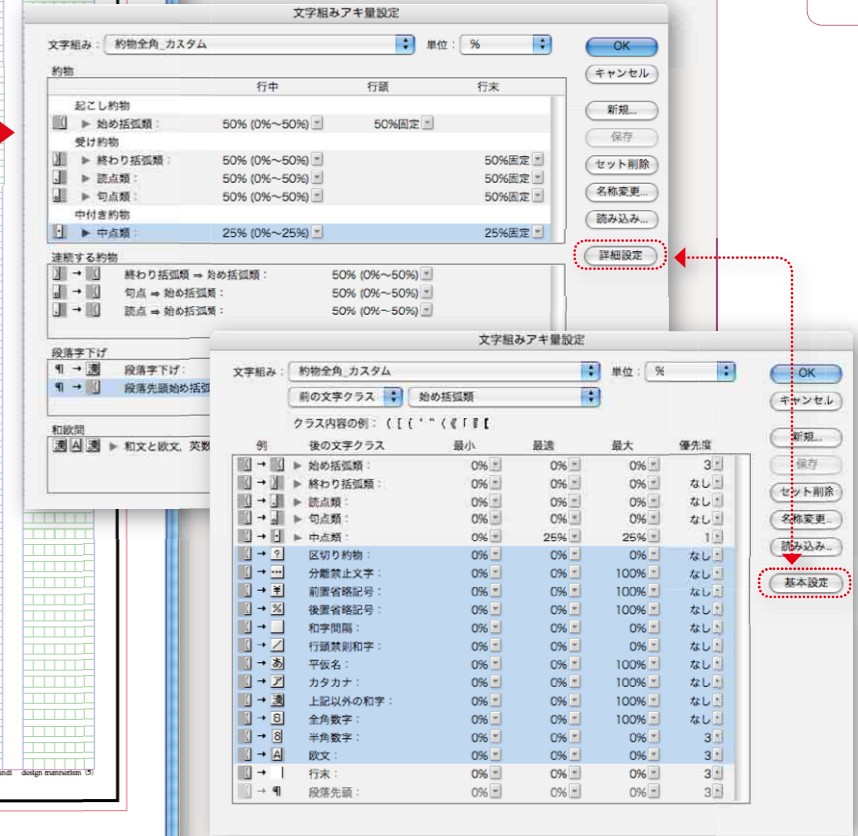 文字組みアキ量設定
文字組み： 約物全角_カスタム 単位： % OK
キャンセル
約物
行中 行頭 行末
起こし約物
始め括弧類： 50% (0%～50%) 50%固定
新規...
受け約物
保存
終わり括弧類： 50% (0%～50%) 50%固定
セット削除
読点類： 50% (0%～50%) 50%固定
句点類： 50% (0%～50%) 50%固定
名称変更...
中付き約物
読み込み...
中点類： 25% (0%～25%) 25%固定
詳細設定
連続する約物
終わり括弧類 ⇒ 始め括弧類： 50% (0%～50%)
句点 ⇒ 始め括弧類： 50% (0%～50%)
読点 ⇒ 始め括弧類： 50% (0%～50%)
段落字下げ
¶ → 漢 段落字下げ：
¶ → 段落先頭始め括弧
和欧間
漢 A 漢 和文と欧文，英数
文字組みアキ量設定
文字組み： 約物全角_カスタム 単位： % OK
前の文字クラス 始め括弧類
キャンセル
クラス内容の例： ( [ { ‘ “ 〈 《 「 『 【
新規...
例 後の文字クラス 最小 最適 最大 優先度
→ 始め括弧類： 0% 0% 0% 3
保存
→ 終わり括弧類： 0% 0% 0% なし
セット削除
→ 読点類： 0% 0% 0% なし
→ 句点類： 0% 0% 0% なし
名称変更...
→ 中点類： 0% 25% 25% 1
読み込み...
→ ? 区切り約物： 0% 0% 0% なし
→ … 分離禁止文字： 0% 0% 100% なし
基本設定
→ ¥ 前置省略記号： 0% 0% 100% なし
→ % 後置省略記号： 0% 0% 100% なし
→ 和字間隔： 0% 0% 0% なし
→ ／ 行頭禁則和字： 0% 0% 0% なし
→ あ 平仮名： 0% 0% 100% なし
→ ア カタカナ： 0% 0% 100% なし
→ 漢 上記以外の和字： 0% 0% 100% なし
→ 8 全角数字： 0% 0% 100% なし
→ 8 半角数字： 0% 0% 0% 3
→ A 欧文： 0% 0% 0% 3
→ 行末： 0% 0% 0% 3
→ ¶ 段落先頭： 0% 0% 0% 3
design mannerism (5)